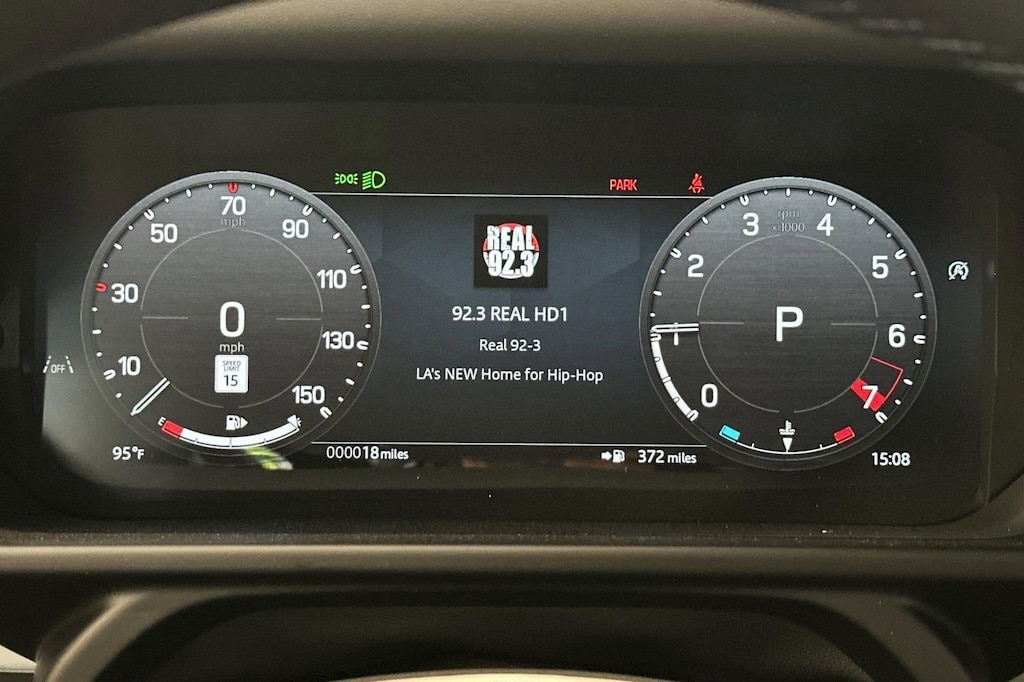 PARK
70
mph
50
90
30
110
0
mph
130
10
SPEED
LIMIT
15
150
OFF
E
F
95°F
REAL
92.3
92.3 REAL HD1
Real 92-3
LA's NEW Home for Hip-Hop
000018 miles
372 miles
3
rpm
x 1000
4
2
5
A
P
1
6
0
7
15:08